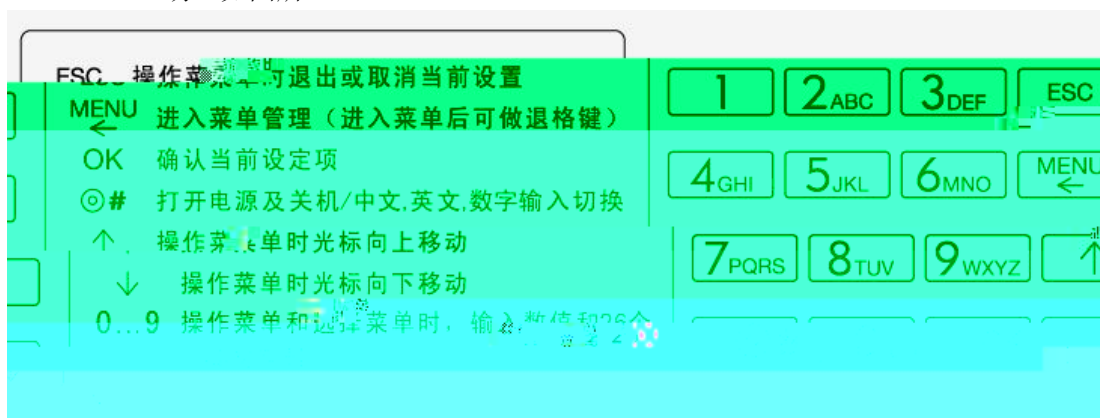 ESC 操作菜单时退出或取消当前设置
MENU ← 进入菜单管理（进入菜单后可做退格键）
OK 确认当前设定项
◎# 打开电源及关机/中文,英文,数字输入切换
↑ 操作菜单时光标向上移动
↓ 操作菜单时光标向下移动
0...9 操作菜单和选择菜单时，输入数值和26个
1 2ABC 3DEF ESC
4GHI 5JKL 6MNO MENU ←
7PQRS 8TUV 9WXYZ ↑